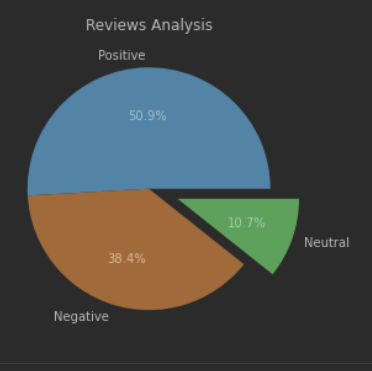 Reviews Analysis
Positive
50.9%
10.7%
Neutral
38.4%
Negative